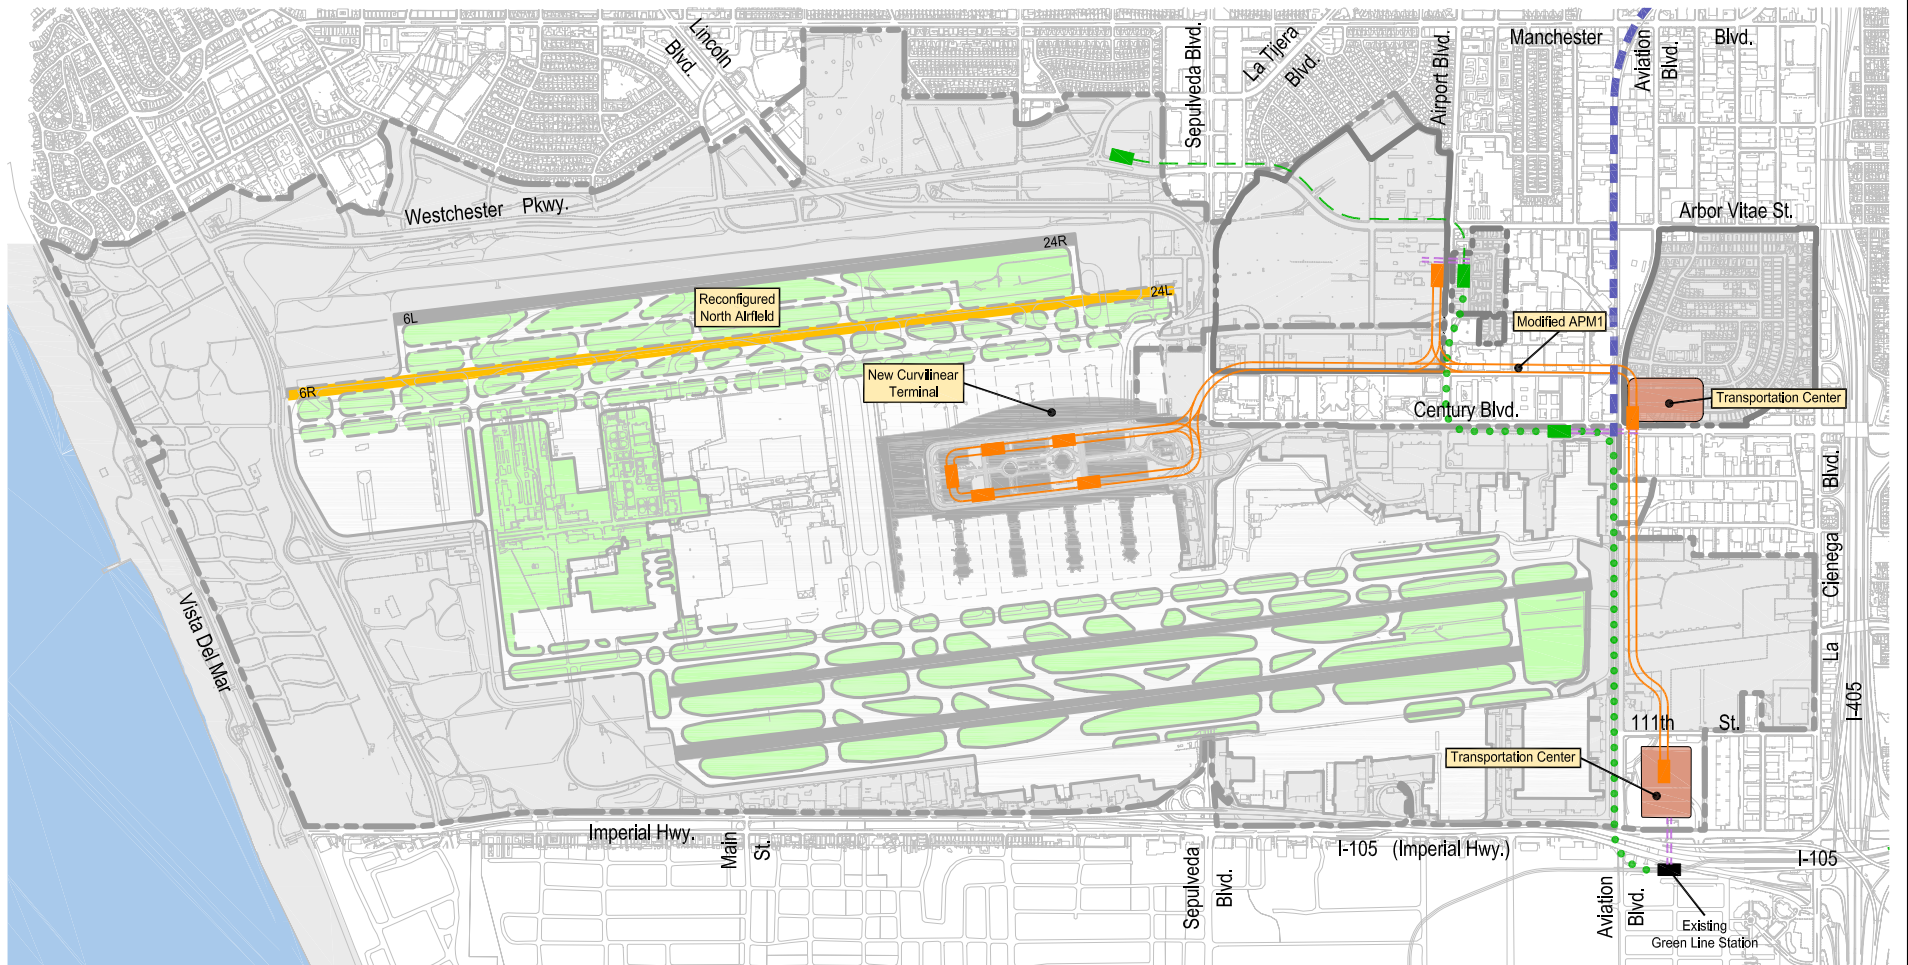 Lincoln
Blvd.
Sepulveda Blvd.
La Tijera
Blvd.
Airport Blvd.
Manchester
Blvd.
Aviation
Blvd.
Westchester Pkwy.
Arbor Vitae St.
24R
24L
6L
6R
Reconfigured
North Airfield
Modified APM1
New Curvilinear
Terminal
Transportation Center
Century Blvd.
La Cienega Blvd.
Vista Del Mar
I-405
111th St.
Transportation Center
Imperial Hwy.
Main
St.
Sepulveda
Blvd.
I-105 (Imperial Hwy.)
I-105
Aviation
Blvd.
Existing
Green Line Station